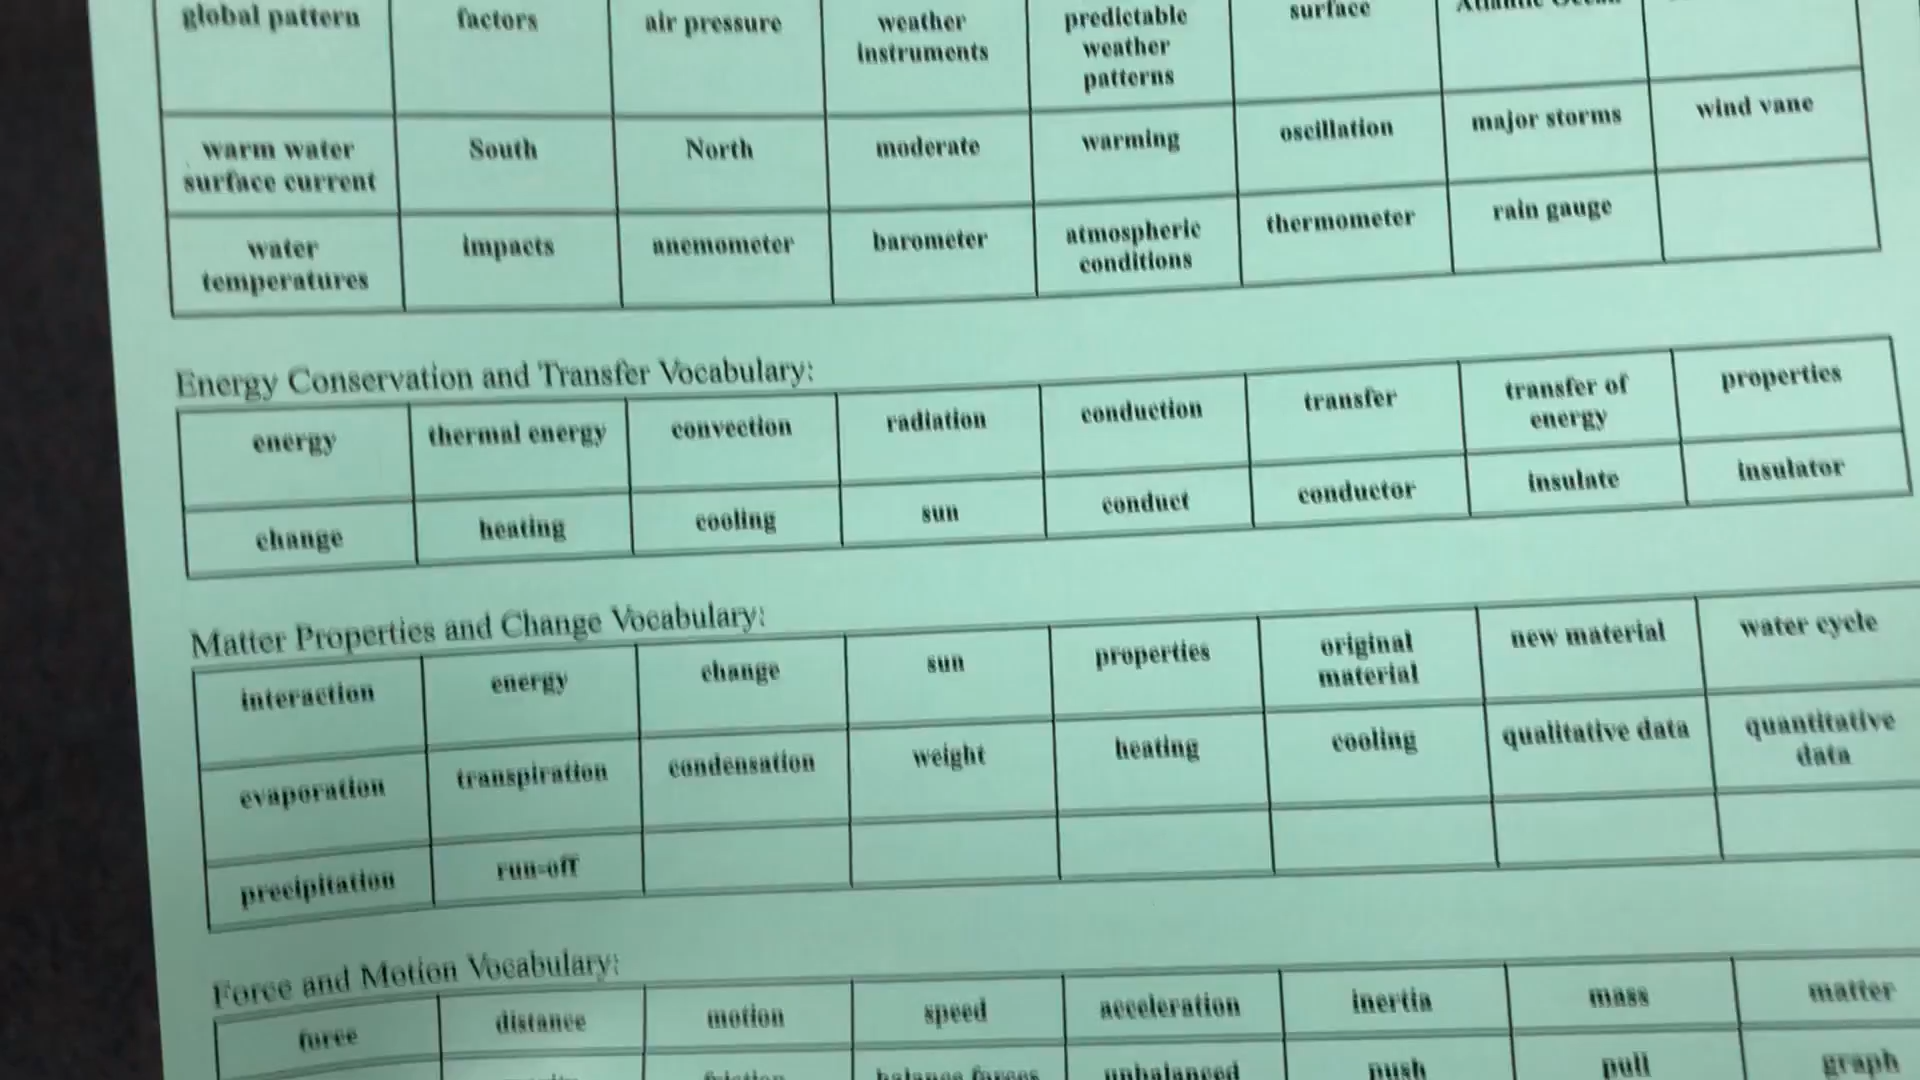 global pattern factors air pressure weather instruments predictable weather patterns surface
warm water surface current South North moderate warming oscillation major storms wind vane
water temperatures impacts anemometer barometer atmospheric conditions thermometer rain gauge
Energy Conservation and Transfer Vocabulary:
energy thermal energy convection radiation conduction transfer transfer of energy properties
change heating cooling sun conduct conductor insulate insulator
Matter Properties and Change Vocabulary:
interaction energy change sun properties original material new material water cycle
evaporation transpiration condensation weight heating cooling qualitative data quantitative data
precipitation run-off
Force and Motion Vocabulary:
force distance motion speed acceleration inertia mass matter
friction balance forces unbalanced push pull graph